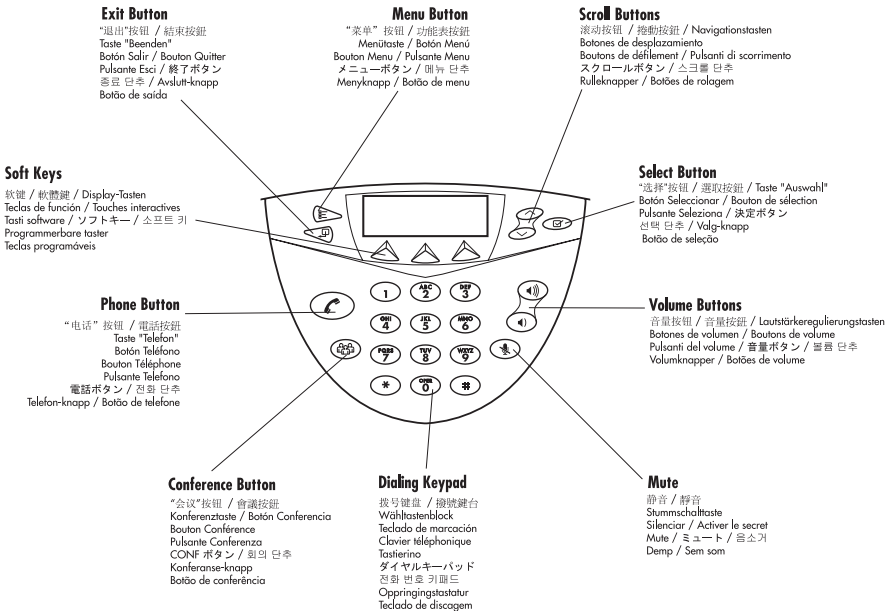 Exit Button
"退出"按钮 / 結束按鈕
Taste "Beenden"
Botón Salir / Bouton Quitter
Pulsante Esci / 終了ボタン
종료 단추 / Avslutt-knapp
Botão de saída
Menu Button
"菜单" 按钮 / 功能表按鈕
Menütaste / Botón Menú
Bouton Menu / Pulsante Menu
メニューボタン / 메뉴 단추
Menyknapp / Botão de menu
Scroll Buttons
滚动按钮 / 捲動按鈕 / Navigationstasten
Botones de desplazamiento
Boutons de défilement / Pulsanti di scorrimento
スクロールボタン / 스크롤 단추
Rulleknapper / Botões de rolagem
Soft Keys
软键 / 軟體鍵 / Display-Tasten
Teclas de función / Touches interactives
Tasti software / ソフトキー / 소프트 키
Programmerbare taster
Teclas programáveis
Select Button
"选择"按钮 / 選取按鈕 / Taste "Auswahl"
Botón Seleccionar / Bouton de sélection
Pulsante Seleziona / 決定ボタン
선택 단추 / Valg-knapp
Botão de seleção
Phone Button
"电话" 按钮 / 電話按鈕
Taste "Telefon"
Botón Teléfono
Bouton Téléphone
Pulsante Telefono
電話ボタン / 전화 단추
Telefon-knapp / Botão de telefone
1
ABC
2
DEF
3
GHI
4
JKL
5
MNO
6
PQRS
7
TUV
8
WXYZ
9
*
OPER
0
#
Volume Buttons
音量按钮 / 音量按鈕 / Lautstärkeregulierungstasten
Botones de volumen / Boutons de volume
Pulsanti del volume / 音量ボタン / 볼륨 단추
Volumknapper / Botões de volume
Conference Button
"会议"按钮 / 會議按鈕
Konferenztaste / Botón Conferencia
Bouton Conférence
Pulsante Conferenza
CONF ボタン / 회의 단추
Konferanse-knapp
Botão de conferência
Dialing Keypad
拨号键盘 / 撥號鍵台
Wähltastenblock
Teclado de marcación
Clavier téléphonique
Tastierino
ダイヤルキーパッド
전화 번호 키패드
Oppringingstastatur
Teclado de discagem
Mute
静音 / 靜音
Stummschalttaste
Silenciar / Activer le secret
Mute / ミュート / 음소거
Demp / Sem som